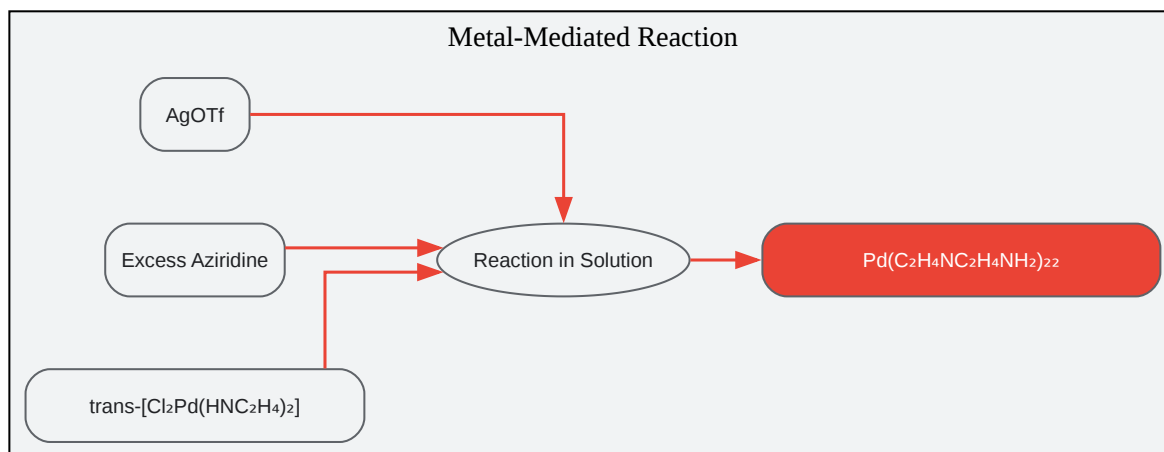 Metal-Mediated Reaction
AgOTf
Excess Aziridine
Reaction in Solution
Pd(C₂H₄NC₂H₄NH₂)₂₂
trans-[Cl₂Pd(HNC₂H₄)₂]